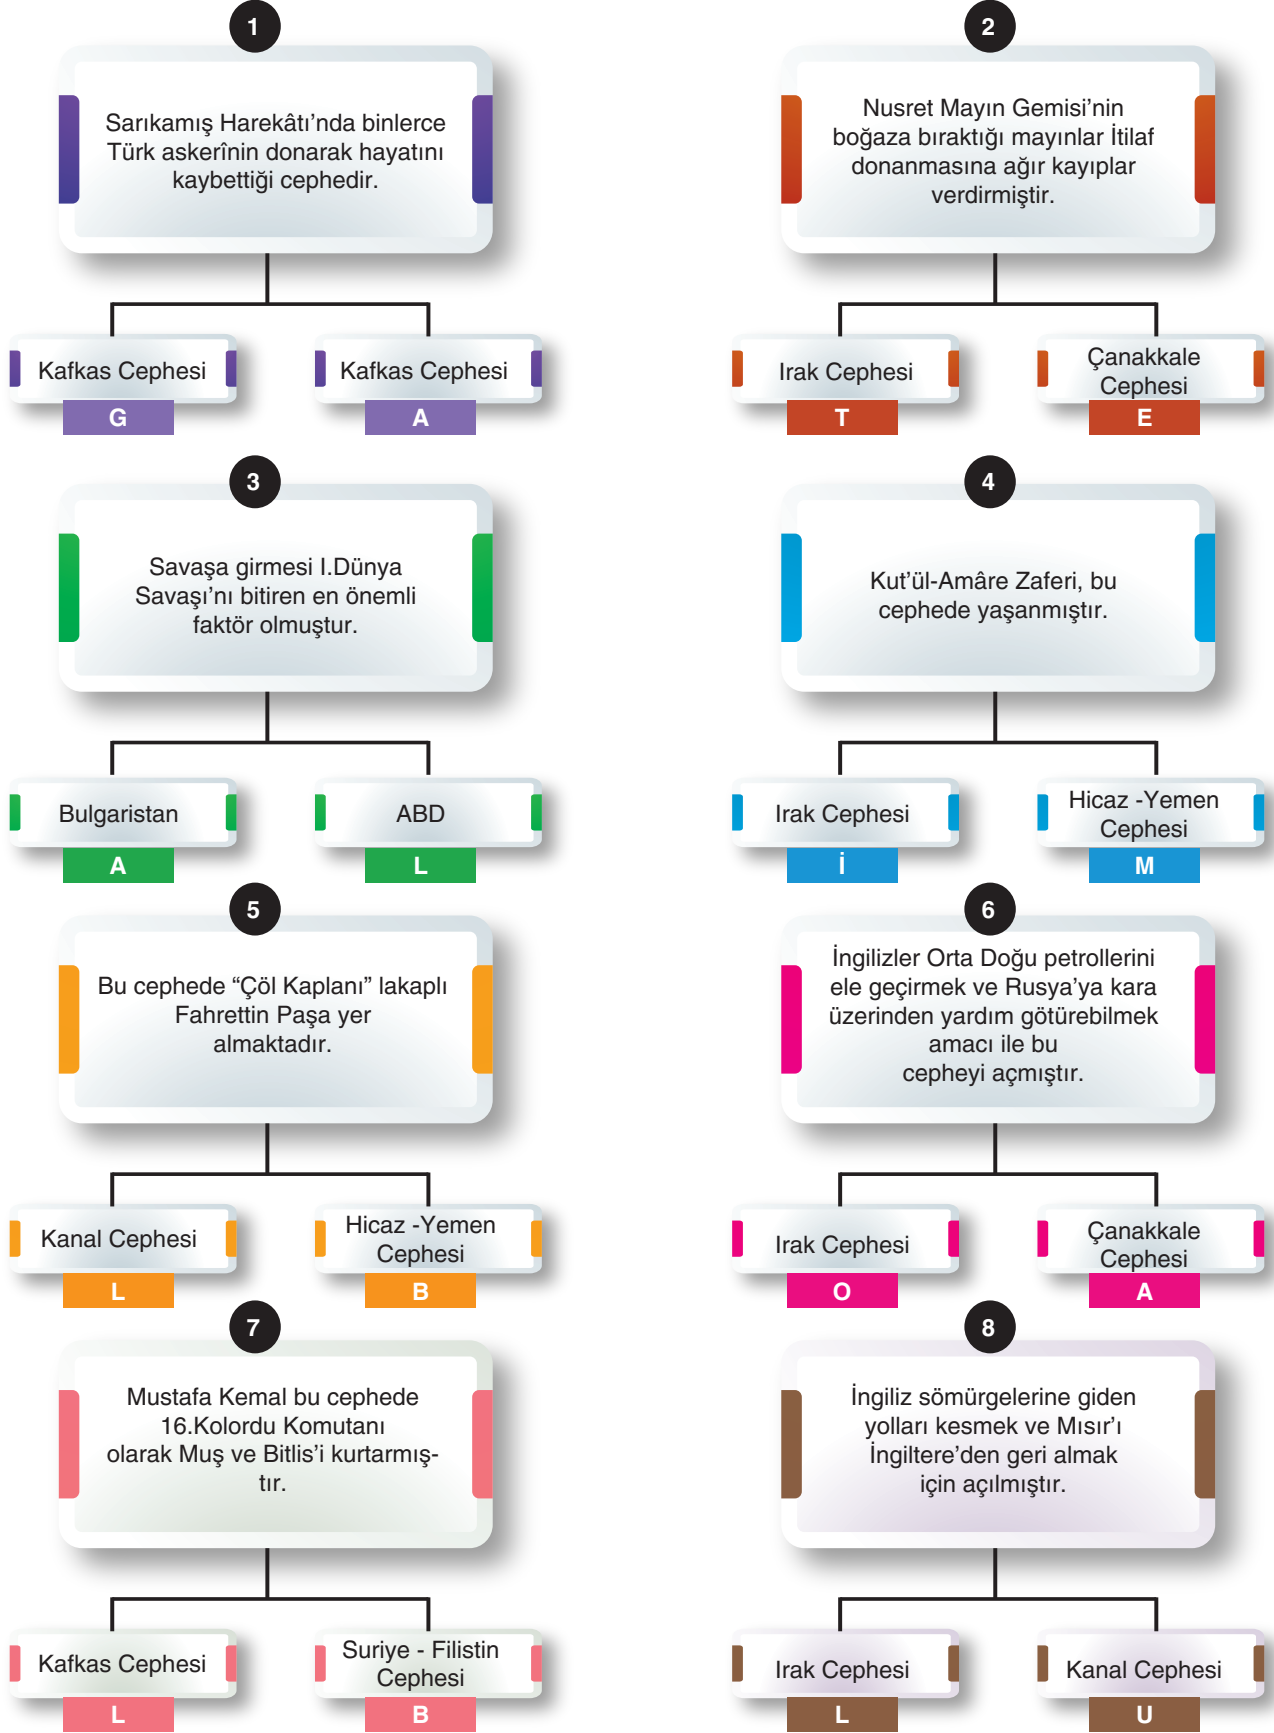 1
Sarıkamış Harekâtı’nda binlerce
Türk askerînin donarak hayatını
kaybettiği cephedir.
Kafkas Cephesi
G
Kafkas Cephesi
A
2
Nusret Mayın Gemisi’nin
boğaza bıraktığı mayınlar İtilaf
donanmasına ağır kayıplar
verdirmiştir.
Irak Cephesi
T
Çanakkale
Cephesi
E
3
Savaşa girmesi I.Dünya
Savaşı’nı bitiren en önemli
faktör olmuştur.
Bulgaristan
A
ABD
L
4
Kut’ül-Amâre Zaferi, bu
cephede yaşanmıştır.
Irak Cephesi
İ
Hicaz -Yemen
Cephesi
M
5
Bu cephede “Çöl Kaplanı” lakaplı
Fahrettin Paşa yer
almaktadır.
Kanal Cephesi
L
Hicaz -Yemen
Cephesi
B
6
İngilizler Orta Doğu petrollerini
ele geçirmek ve Rusya’ya kara
üzerinden yardım götürebilmek
amacı ile bu
cepheyi açmıştır.
Irak Cephesi
O
Çanakkale
Cephesi
A
7
Mustafa Kemal bu cephede
16.Kolordu Komutanı
olarak Muş ve Bitlis’i kurtarmış-
tır.
Kafkas Cephesi
L
Suriye - Filistin
Cephesi
B
8
İngiliz sömürgelerine giden
yolları kesmek ve Mısır’ı
İngiltere’den geri almak
için açılmıştır.
Irak Cephesi
L
Kanal Cephesi
U